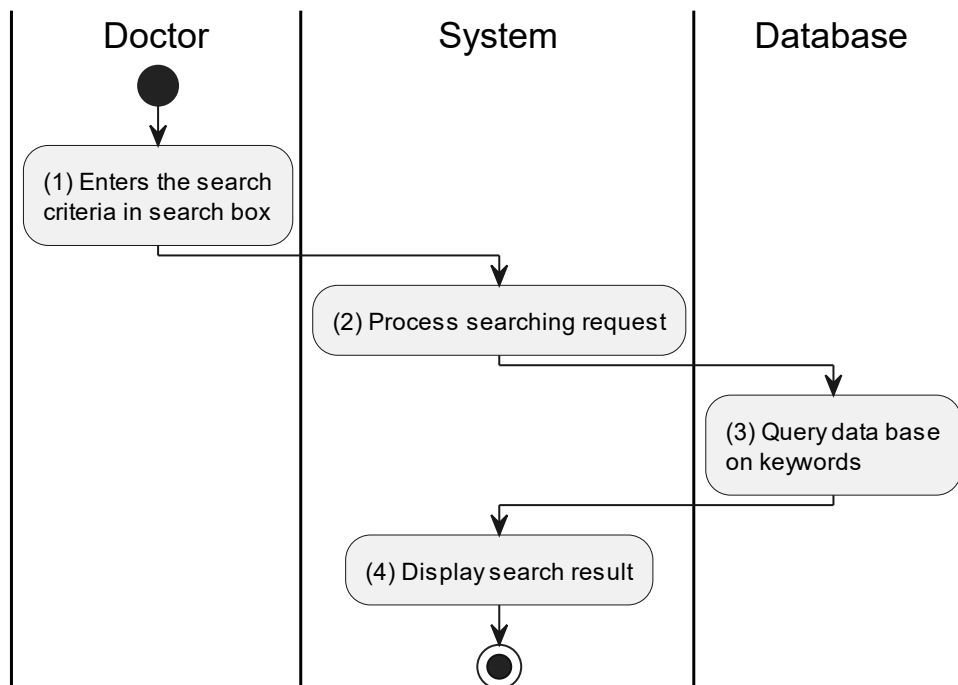 Doctor
System
Database
(1) Enters the search
criteria in search box
(2) Process searching request
(3) Query data base
on keywords
(4) Display search result